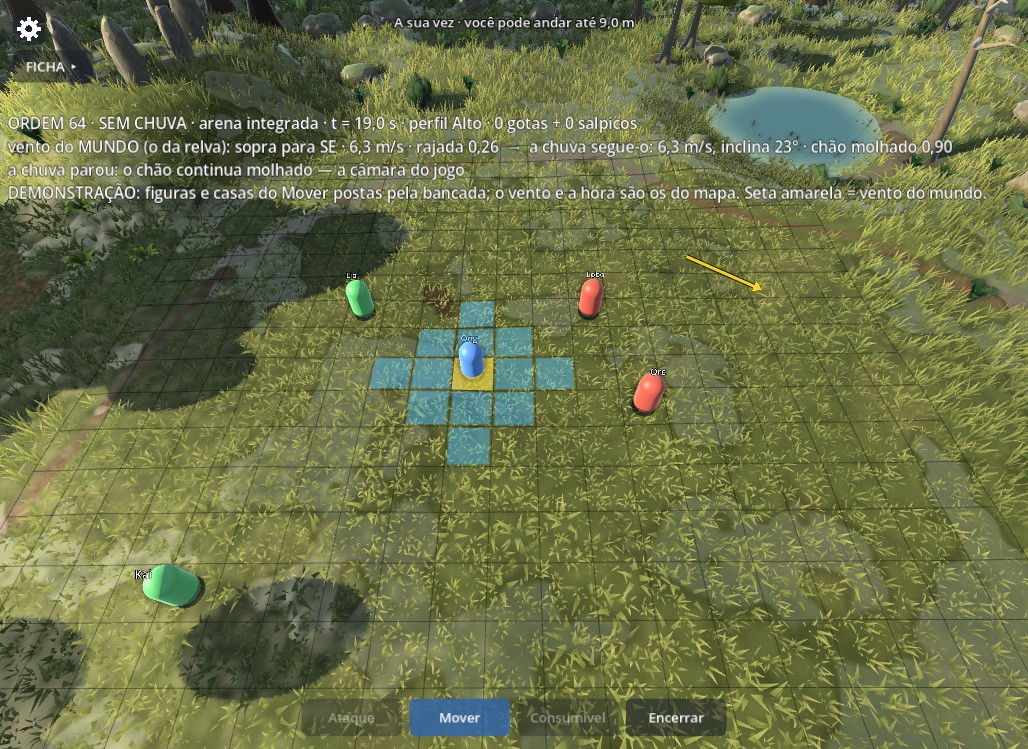 A sua vez · você pode andar até 9,0 m
FICHA ▸
ORDEM 64 · SEM CHUVA · arena integrada · t = 19,0 s · perfil Alto · 0 gotas + 0 salpicos
vento do MUNDO (o da relva): sopra para SE · 6,3 m/s · rajada 0,26 → a chuva segue-o: 6,3 m/s, inclina 23° · chão molhado 0,90
a chuva parou: o chão continua molhado — a câmara do jogo
DEMONSTRAÇÃO: figuras e casas do Mover postas pela bancada; o vento e a hora são os do mapa. Seta amarela = vento do mundo.
Orc
Kai
Ataque
Mover
Consumível
Encerrar